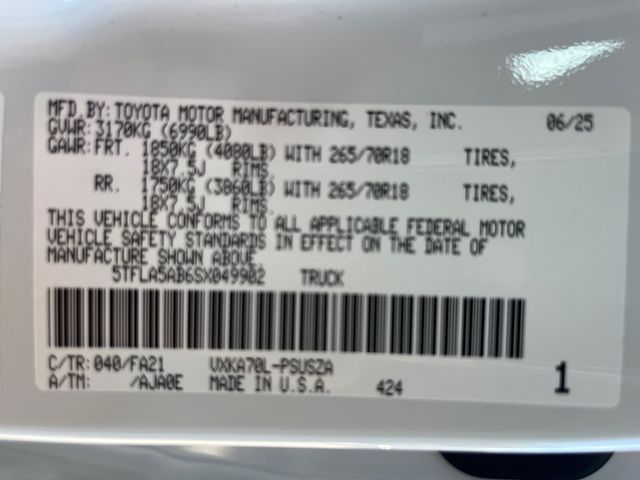 MFD. BY: TOYOTA MOTOR MANUFACTURING, TEXAS, INC. 06/25
GVWR: 3170KG (6990LB)
GAWR: FRT. 1850KG (4080LB) WITH 265/70R18 TIRES,
18X7.5J RIMS.
RR. 1750KG (3860LB) WITH 265/70R18 TIRES,
18X7.5J RIMS.
THIS VEHICLE CONFORMS TO ALL APPLICABLE FEDERAL MOTOR
VEHICLE SAFETY STANDARDS IN EFFECT ON THE DATE OF
MANUFACTURE SHOWN ABOVE.
5TFLA5AB6SX049902 TRUCK
C/TR: 040/FA21 VXKA70L-PSUSZA
A/TM: /AJA0E MADE IN U.S.A. 424 1